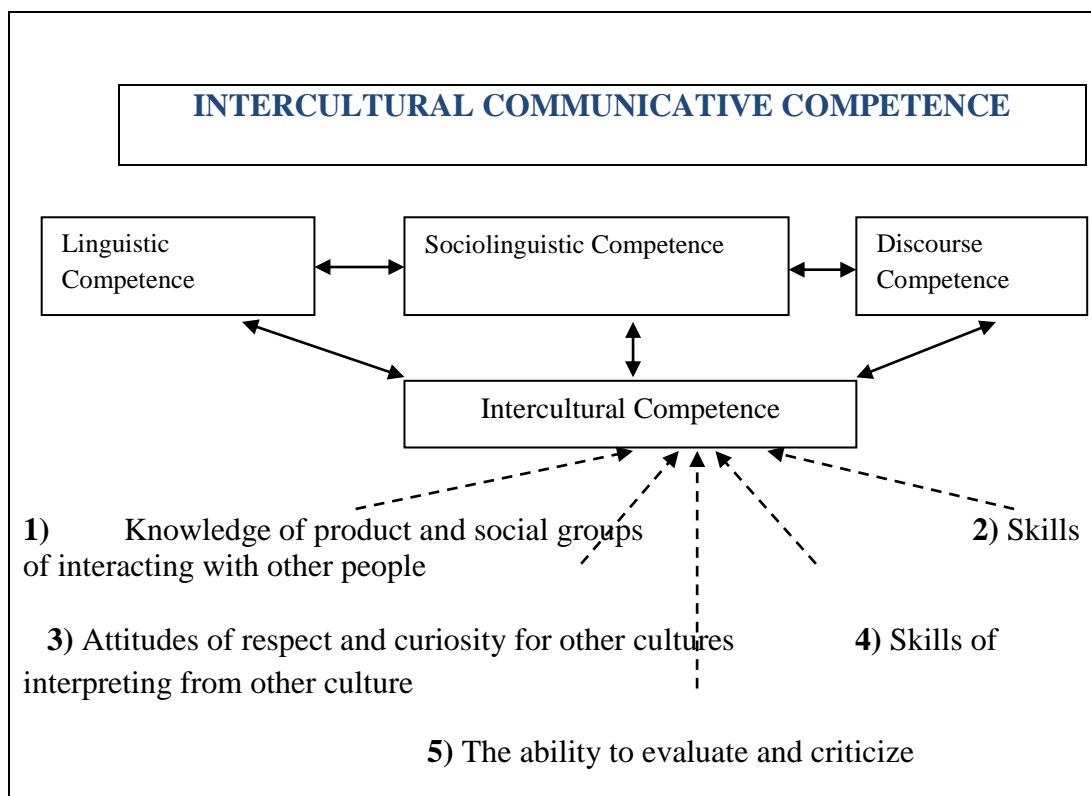 INTERCULTURAL COMMUNICATIVE COMPETENCE
Linguistic
Competence
Sociolinguistic Competence
Discourse
Competence
Intercultural Competence
1) Knowledge of product and social groups 2) Skills
of interacting with other people
3) Attitudes of respect and curiosity for other cultures 4) Skills of
interpreting from other culture
5) The ability to evaluate and criticize